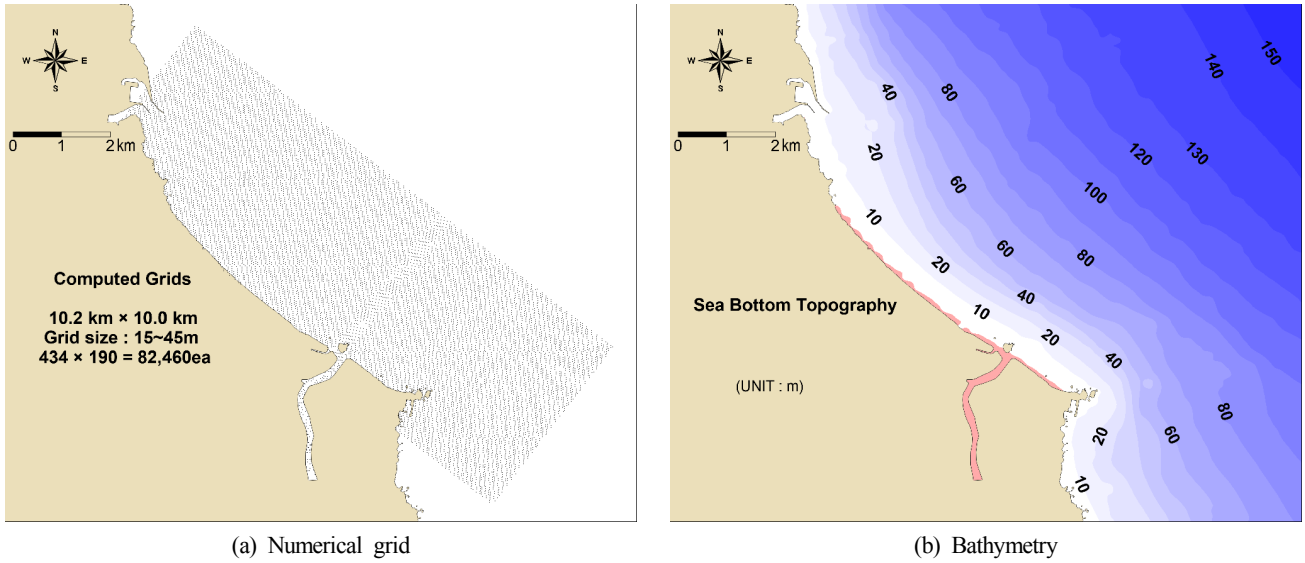 N
W E
S
0 1 2 km
Computed Grids
10.2 km × 10.0 km
Grid size : 15~45m
434 × 190 = 82,460ea
(a) Numerical grid
N
W E
S
0 1 2 km
150
140
40
80
20
120
130
60
100
10
60
80
20
40
Sea Bottom Topography
10
20
40
(UNIT : m)
80
20
60
10
(b) Bathymetry